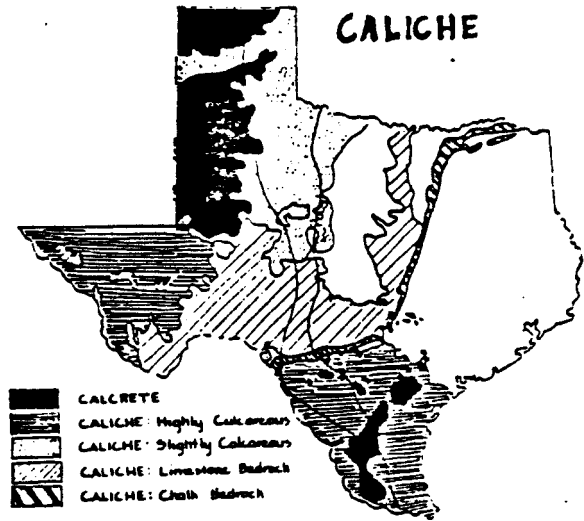 CALICHE
CALCRETE
CALICHE: Highly Calcareous
CALICHE - Slightly Calcareous
CALICHE: Limestone Bedrock
CALICHE: Chalk Bedrock